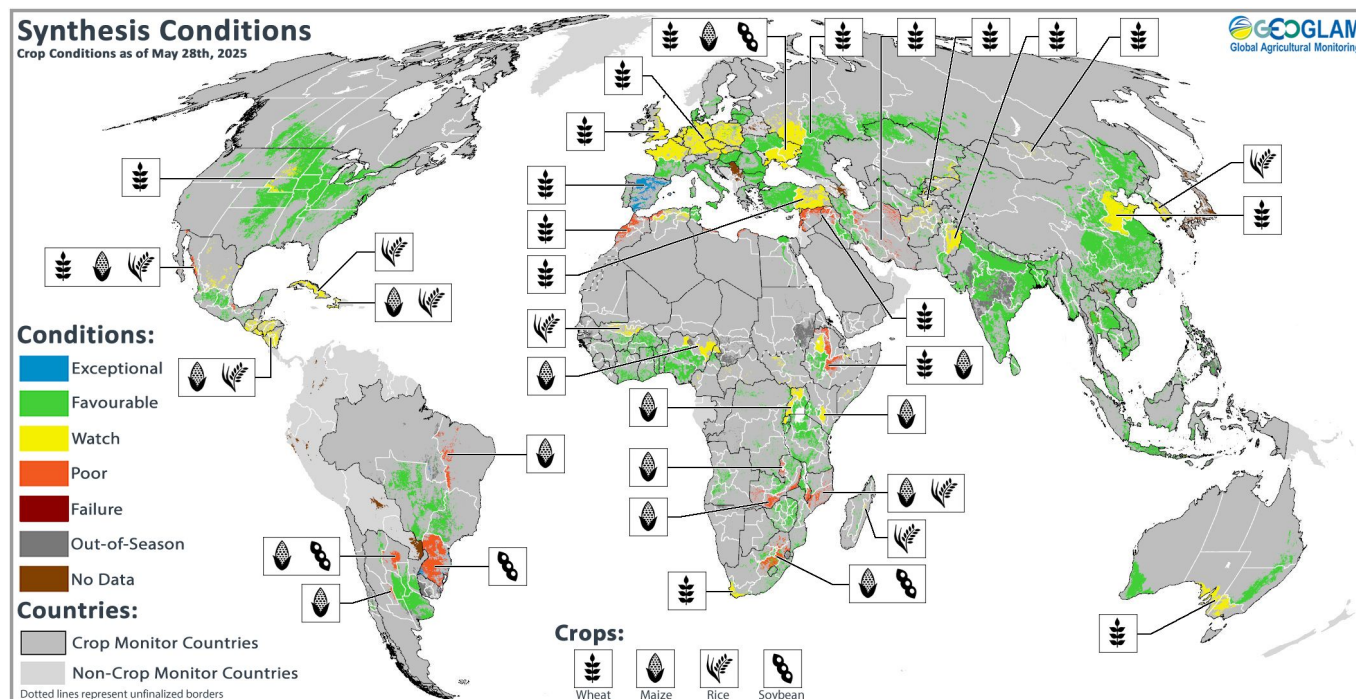 Synthesis Conditions
Crop Conditions as of May 28th, 2025
GEOGLAM
Global Agricultural Monitoring
Conditions:
Exceptional
Favourable
Watch
Poor
Failure
Out-of-Season
No Data
Countries:
Crop Monitor Countries
Non-Crop Monitor Countries
Dotted lines represent unfinalized borders
Crops:
Wheat
Maize
Rice
Soybean